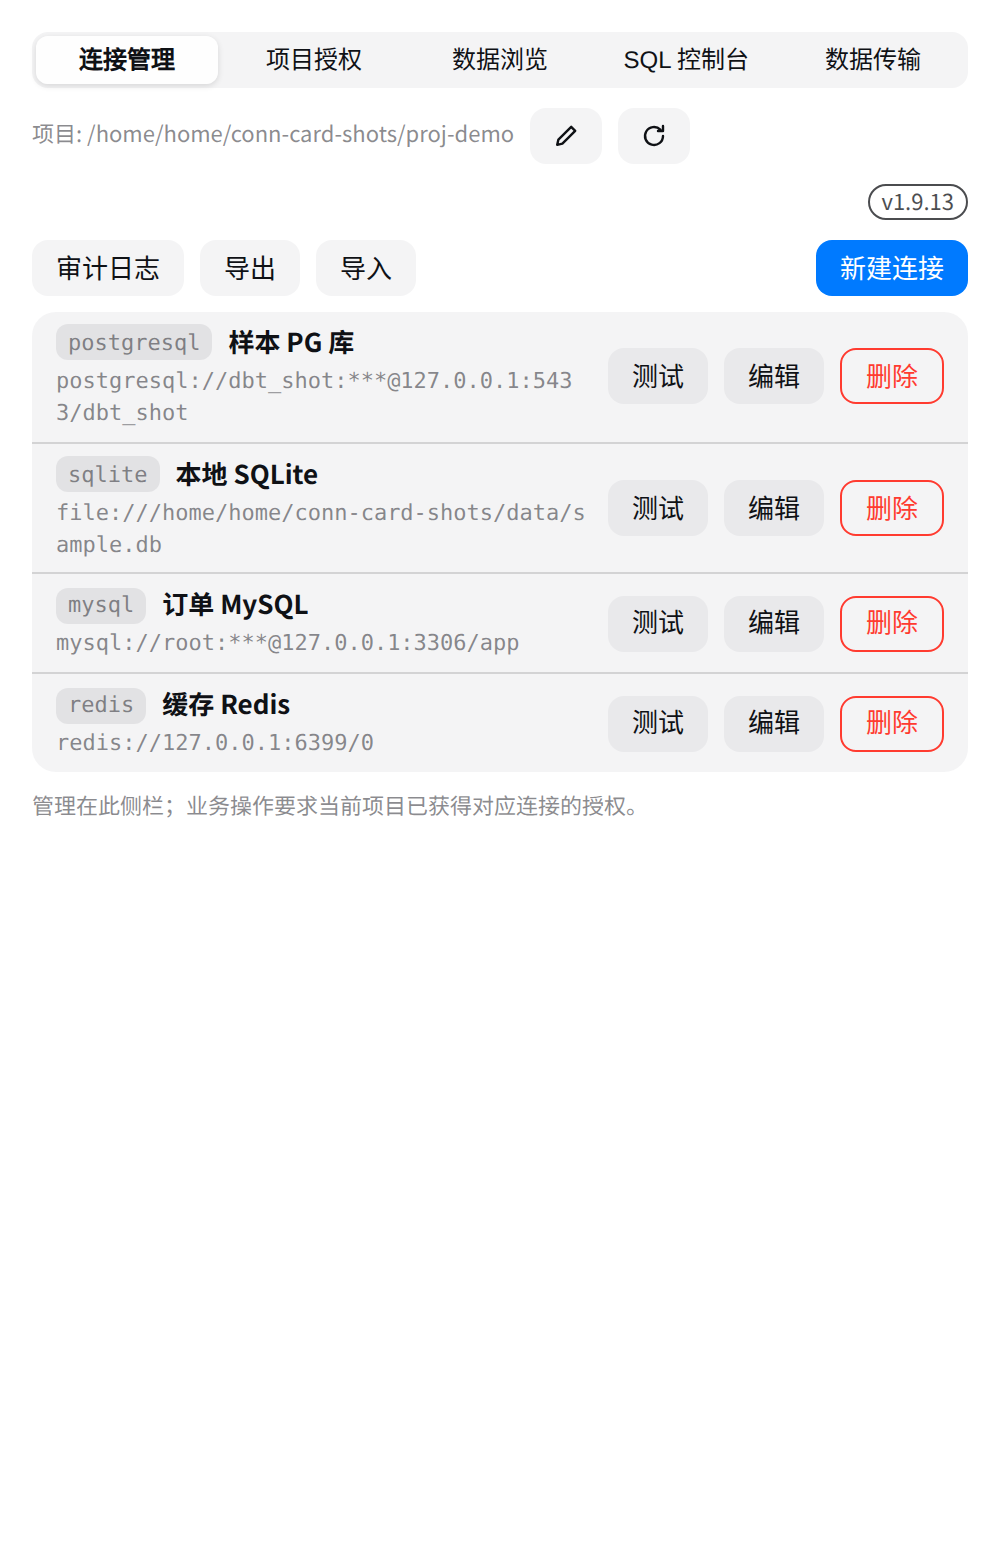 连接管理 项目授权 数据浏览 SQL 控制台 数据传输
项目: /home/home/conn-card-shots/proj-demo
v1.9.13
审计日志 导出 导入 新建连接
postgresql 样本 PG 库
postgresql://dbt_shot:***@127.0.0.1:543
3/dbt_shot
测试 编辑 删除
sqlite 本地 SQLite
file:///home/home/conn-card-shots/data/s
ample.db
测试 编辑 删除
mysql 订单 MySQL
mysql://root:***@127.0.0.1:3306/app
测试 编辑 删除
redis 缓存 Redis
redis://127.0.0.1:6399/0
测试 编辑 删除
管理在此侧栏；业务操作要求当前项目已获得对应连接的授权。